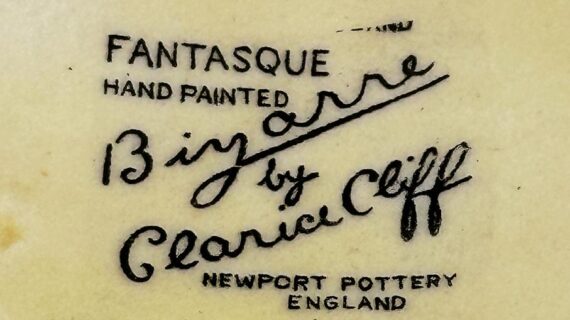 FANTASQUE
HAND PAINTED
Bizarre
by
Clarice Cliff
NEWPORT POTTERY
ENGLAND